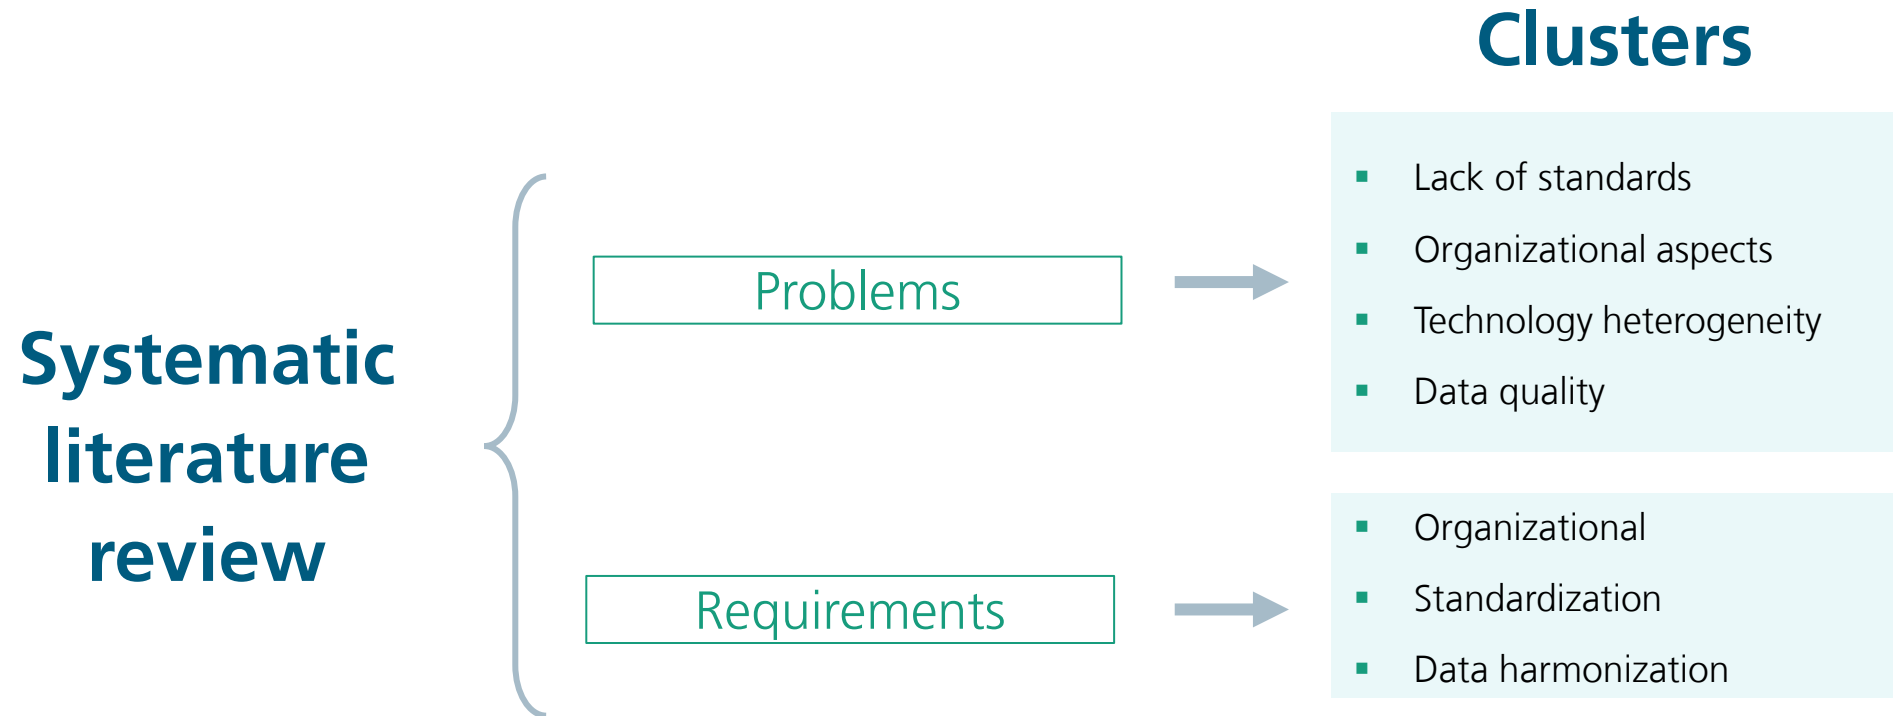 Clusters
Systematic
literature
review
Problems
▪ Lack of standards
▪ Organizational aspects
▪ Technology heterogeneity
▪ Data quality
Requirements
▪ Organizational
▪ Standardization
▪ Data harmonization